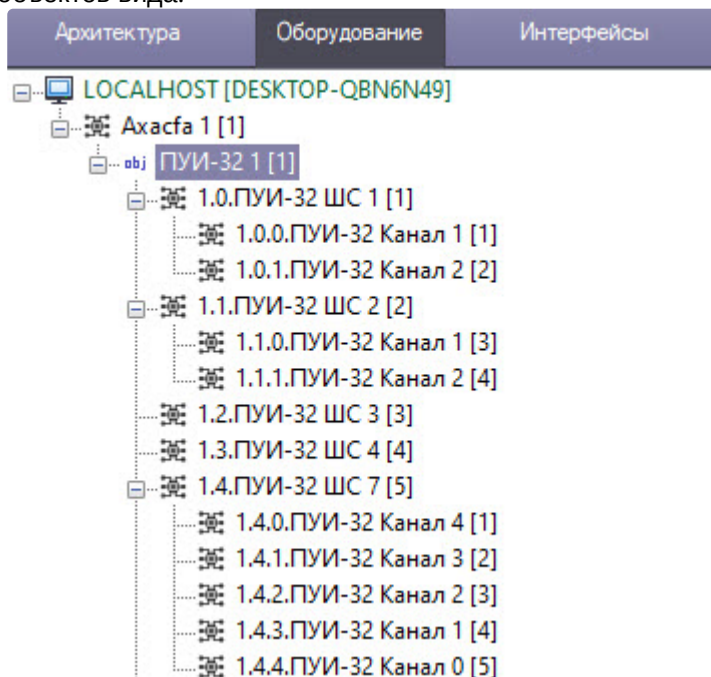 объектов вида:
Архитектура Оборудование Интерфейсы
LOCALHOST [DESKTOP-QBN6N49]
Axacfa 1 [1]
obj ПУИ-32 1 [1]
1.0.ПУИ-32 ШС 1 [1]
1.0.0.ПУИ-32 Канал 1 [1]
1.0.1.ПУИ-32 Канал 2 [2]
1.1.ПУИ-32 ШС 2 [2]
1.1.0.ПУИ-32 Канал 1 [3]
1.1.1.ПУИ-32 Канал 2 [4]
1.2.ПУИ-32 ШС 3 [3]
1.3.ПУИ-32 ШС 4 [4]
1.4.ПУИ-32 ШС 7 [5]
1.4.0.ПУИ-32 Канал 4 [1]
1.4.1.ПУИ-32 Канал 3 [2]
1.4.2.ПУИ-32 Канал 2 [3]
1.4.3.ПУИ-32 Канал 1 [4]
1.4.4.ПУИ-32 Канал 0 [5]